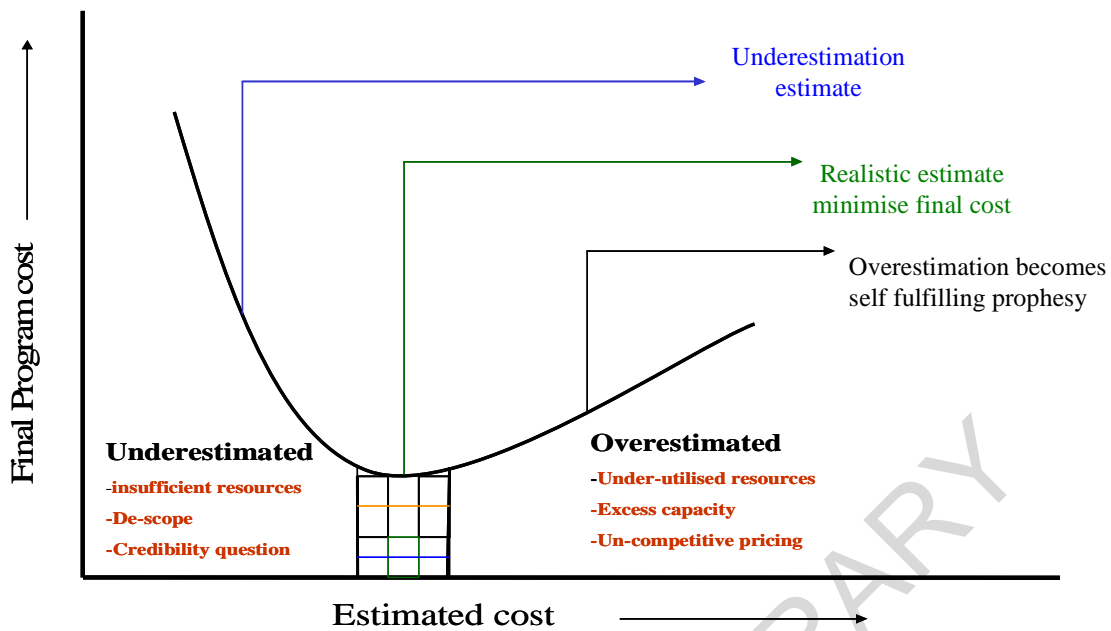 Underestimation
estimate
Realistic estimate
minimise final cost
Overestimation becomes
self fulfilling prophesy
Final Program cost
Underestimated
-insufficient resources
-De-scope
-Credibility question
Overestimated
-Under-utilised resources
-Excess capacity
-Un-competitive pricing
Estimated cost